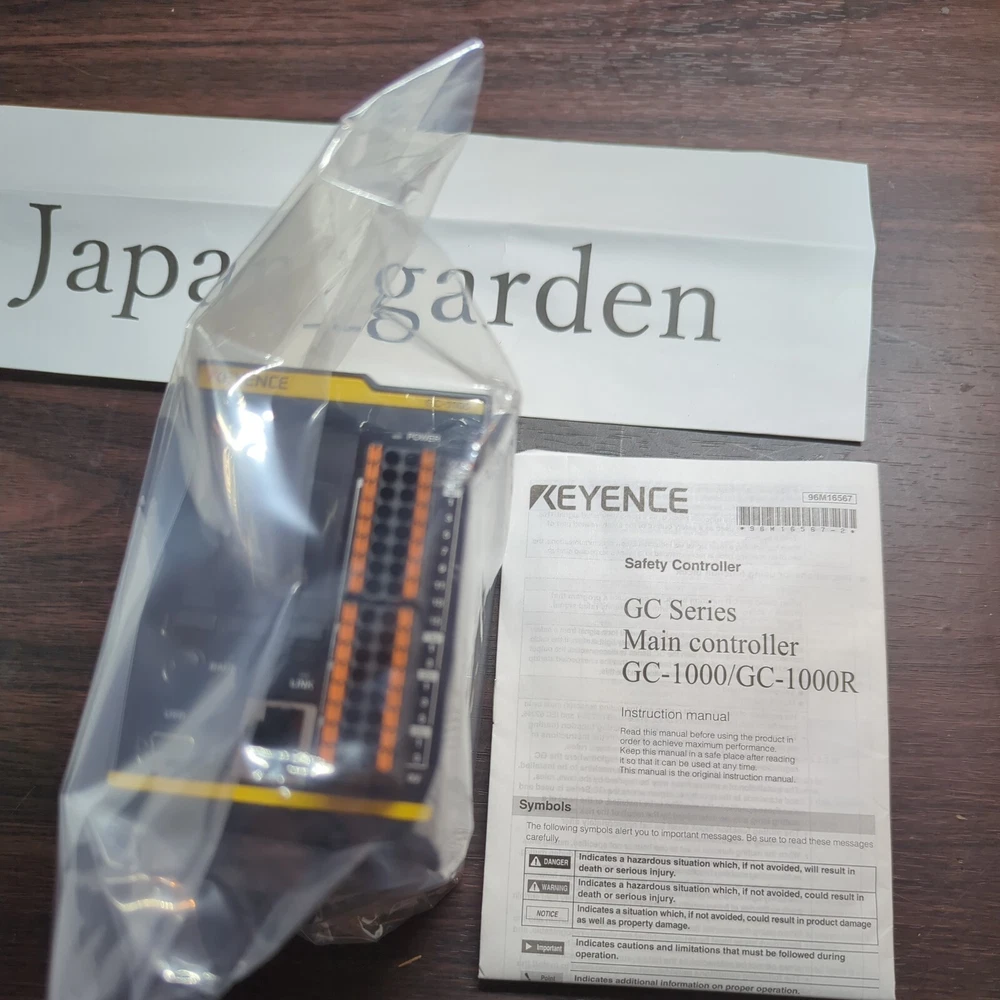 Japan garden
KEYENCE
POWER
LINK
USB
KEYENCE
96M16567
*96M16567-2*
Safety Controller
GC Series
Main controller
GC-1000/GC-1000R
Instruction manual
Read this manual before using the product in
order to achieve maximum performance.
Keep this manual in a safe place after reading
it so that it can be used at any time.
This manual is the original instruction manual.
Symbols
The following symbols alert you to important messages. Be sure to read these messages
carefully.
DANGER
Indicates a hazardous situation which, if not avoided, will result in
death or serious injury.
WARNING
Indicates a hazardous situation which, if not avoided, could result in
death or serious injury.
NOTICE
Indicates a situation which, if not avoided, could result in product damage
as well as property damage.
Important
Indicates cautions and limitations that must be followed during
operation.
Point
Indicates additional information on proper operation.